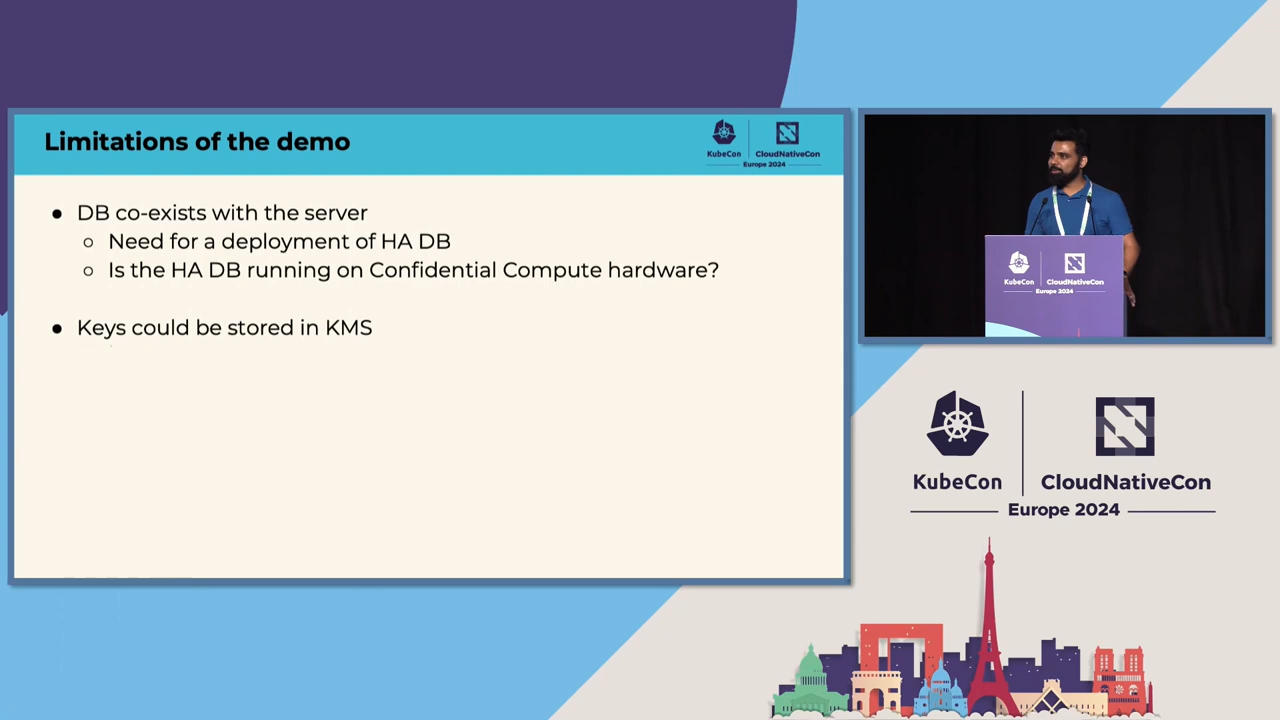 Limitations of the demo
KubeCon
CloudNativeCon
Europe 2024
● DB co-exists with the server
○ Need for a deployment of HA DB
○ Is the HA DB running on Confidential Compute hardware?
● Keys could be stored in KMS
KubeCon
CloudNativeCon
Europe 2024
KubeCon
CloudNativeCon
Europe 2024